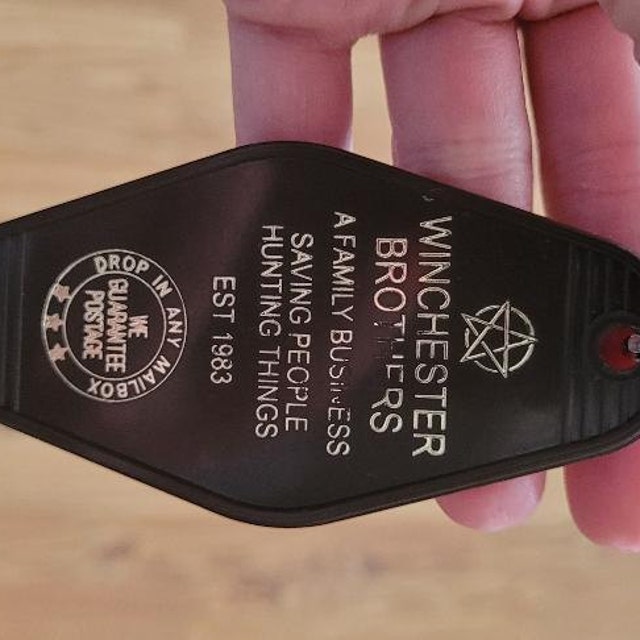 WINCHESTER
BROTHERS
A FAMILY BUSINESS
SAVING PEOPLE
HUNTING THINGS
EST 1983
DROP IN ANY MAILBOX
WE
GUARANTEE
POSTAGE